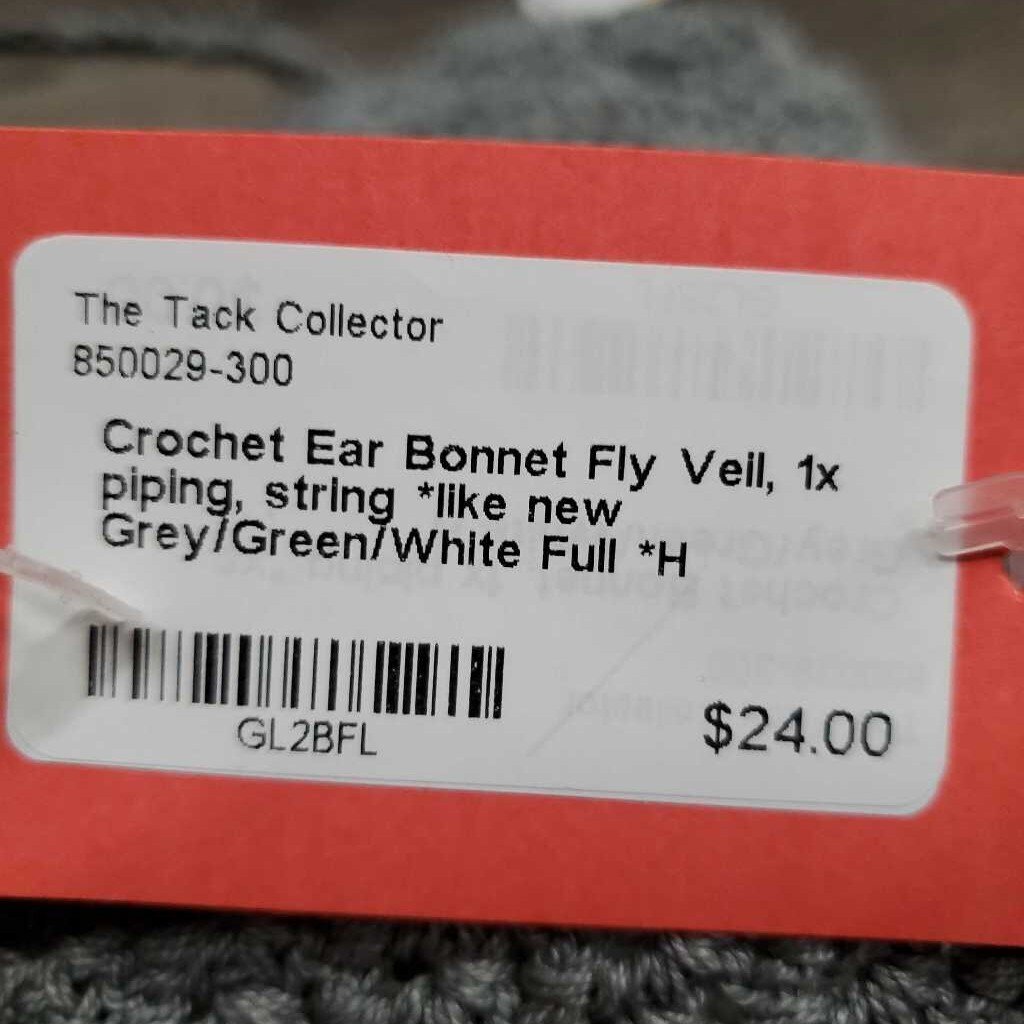 The Tack Collector
850029-300
Crochet Ear Bonnet Fly Veil, 1x
piping, string *like new
Grey/Green/White Full *H
GL2BFL
$24.00